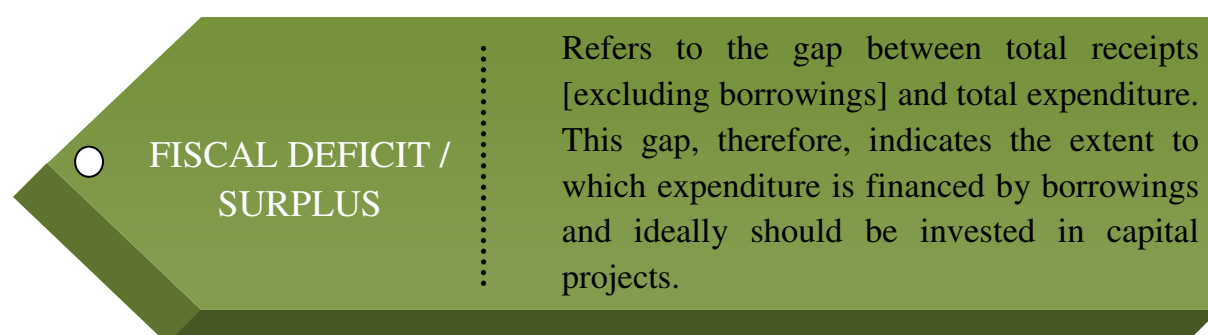 FISCAL DEFICIT /
SURPLUS
Refers to the gap between total receipts
[excluding borrowings] and total expenditure.
This gap, therefore, indicates the extent to
which expenditure is financed by borrowings
and ideally should be invested in capital
projects.